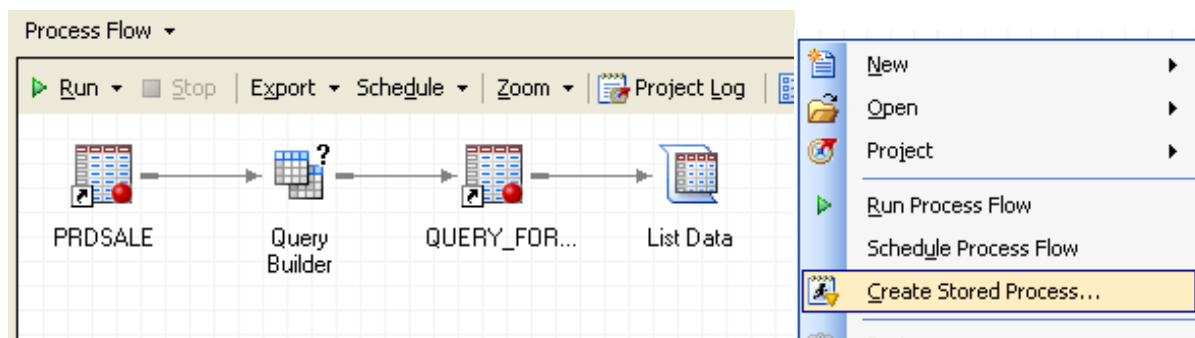 Process Flow
Run Stop Export Schedule Zoom Project Log
PRDSALE
Query
Builder
QUERY_FOR...
List Data
?
New
Open
Project
Run Process Flow
Schedule Process Flow
Create Stored Process...